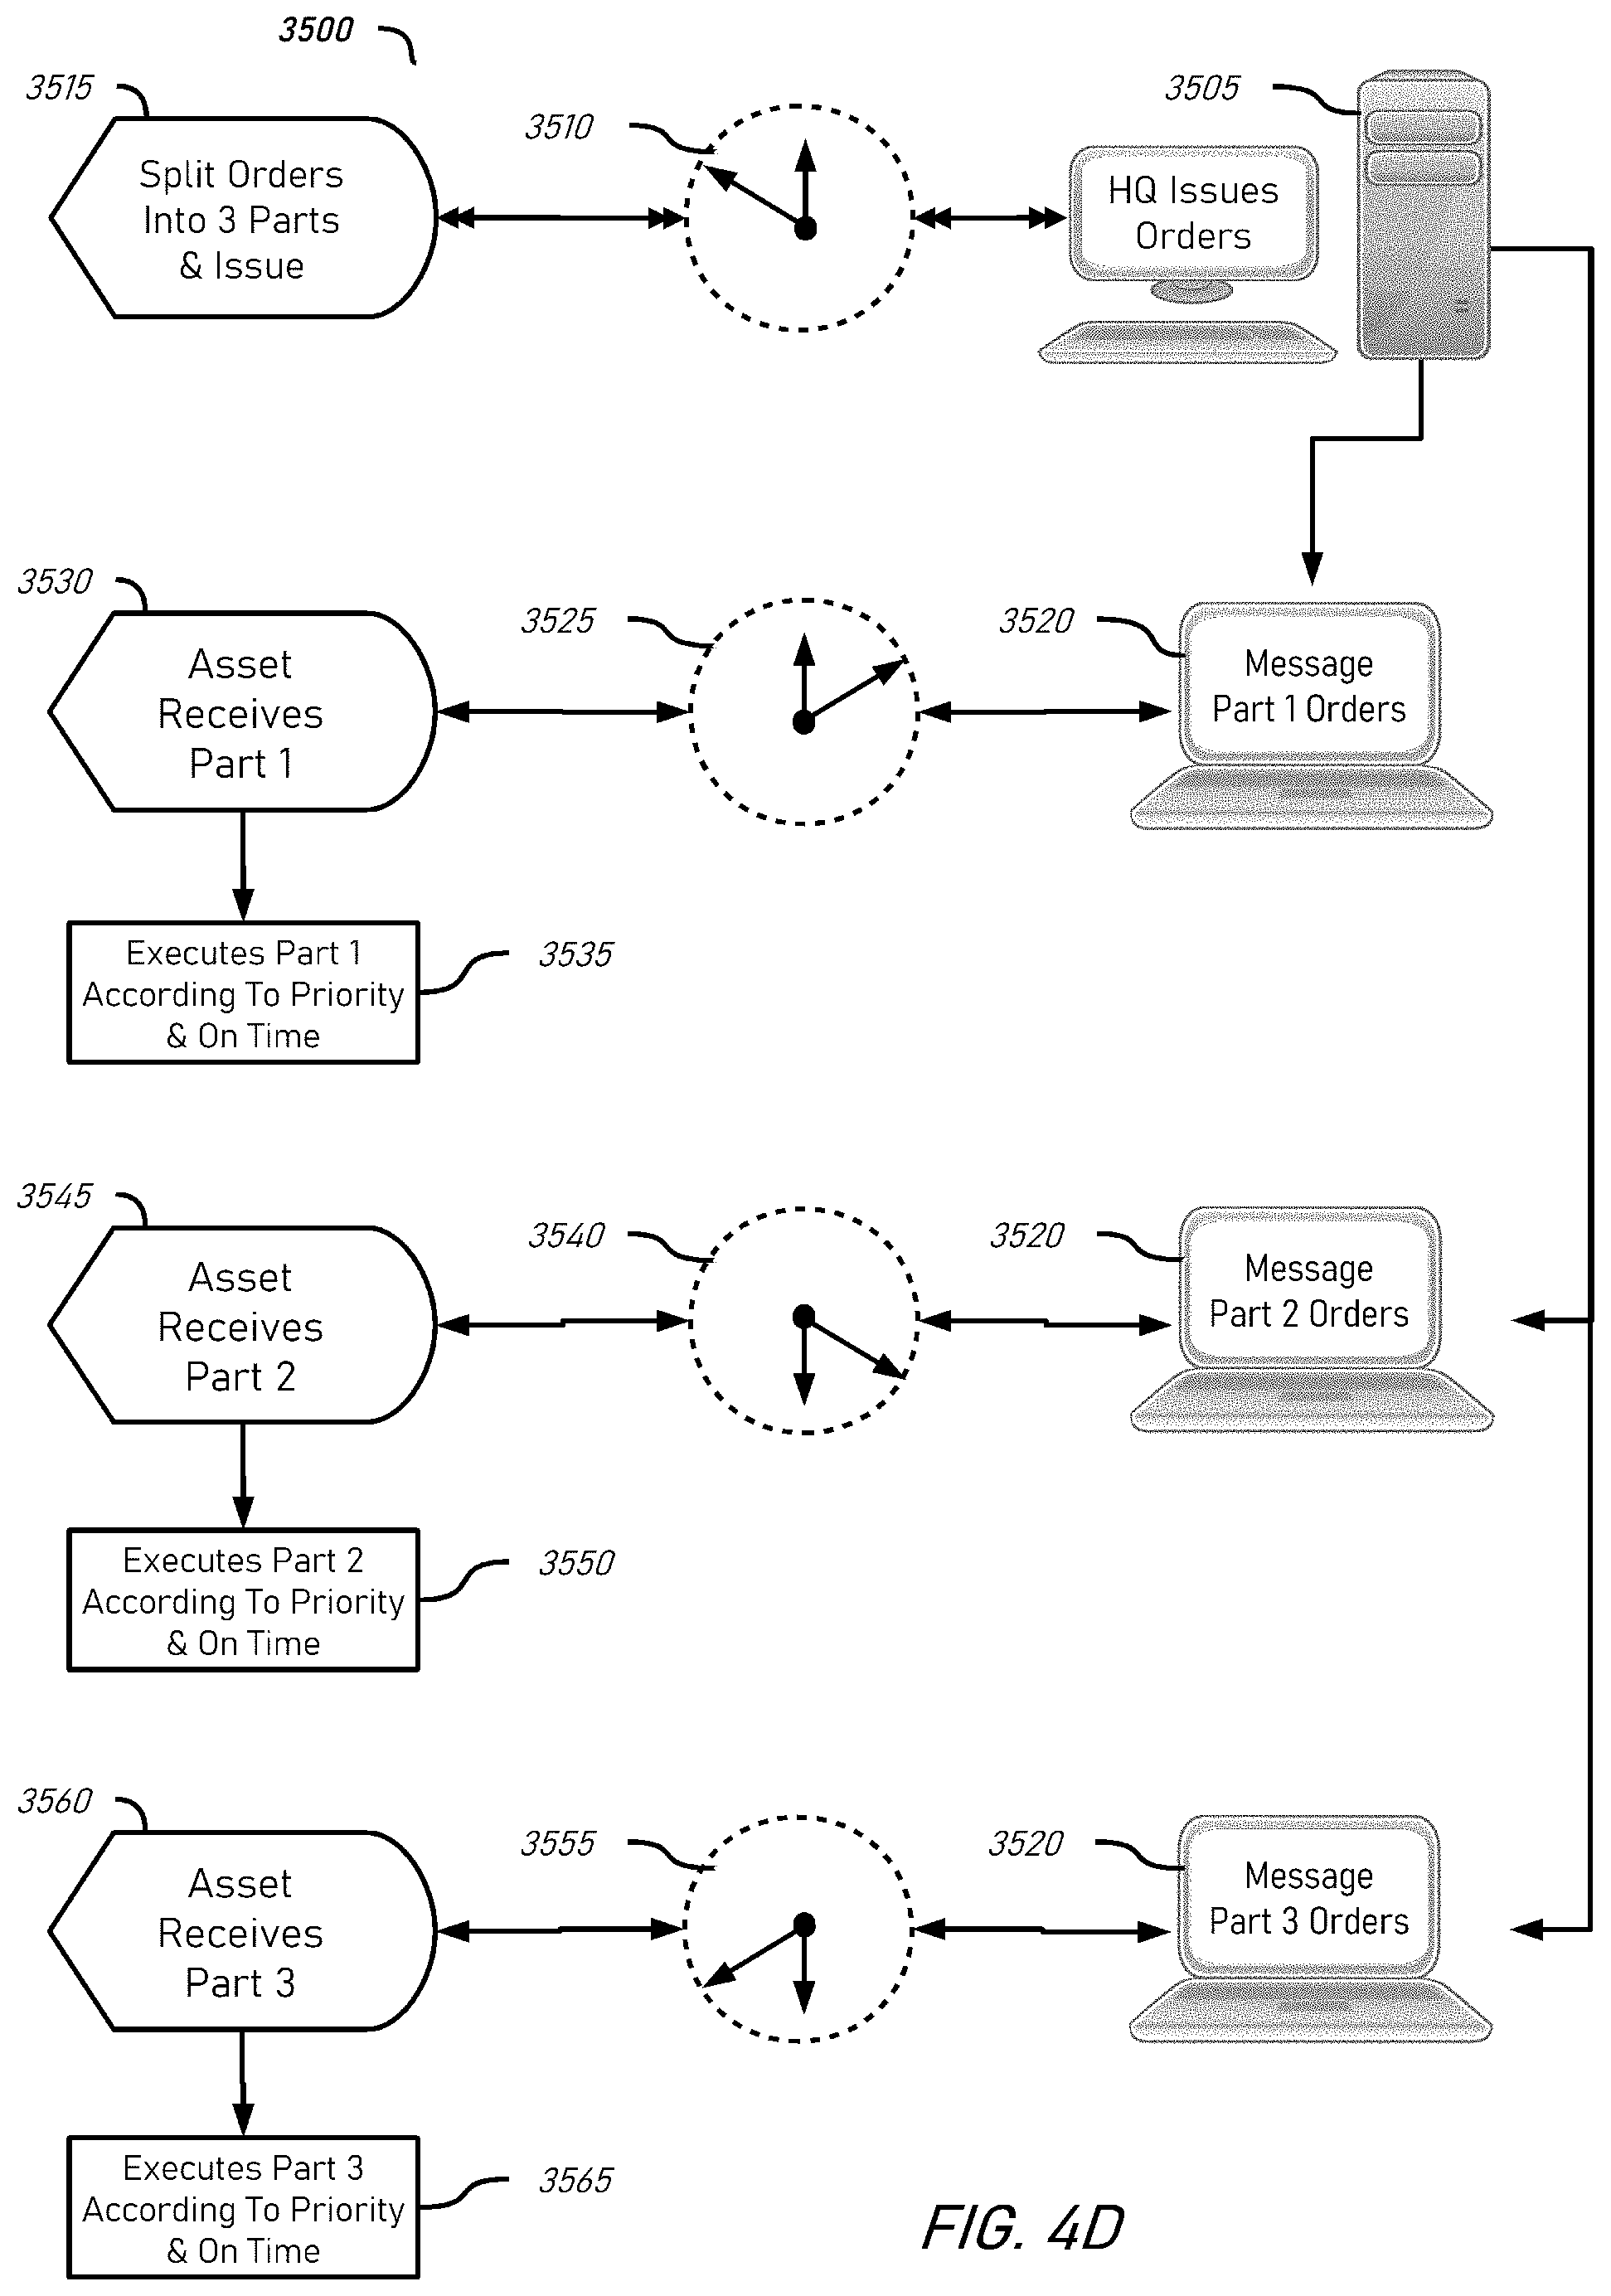 3500
3515
3510
3505
Split Orders
Into 3 Parts
& Issue
HQ Issues
Orders
3530
3525
3520
Asset
Receives
Part 1
Message
Part 1 Orders
Executes Part 1
According To Priority
& On Time
3535
3545
3540
3520
Asset
Receives
Part 2
Message
Part 2 Orders
Executes Part 2
According To Priority
& On Time
3550
3560
3555
3520
Asset
Receives
Part 3
Message
Part 3 Orders
Executes Part 3
According To Priority
& On Time
3565
FIG. 4D